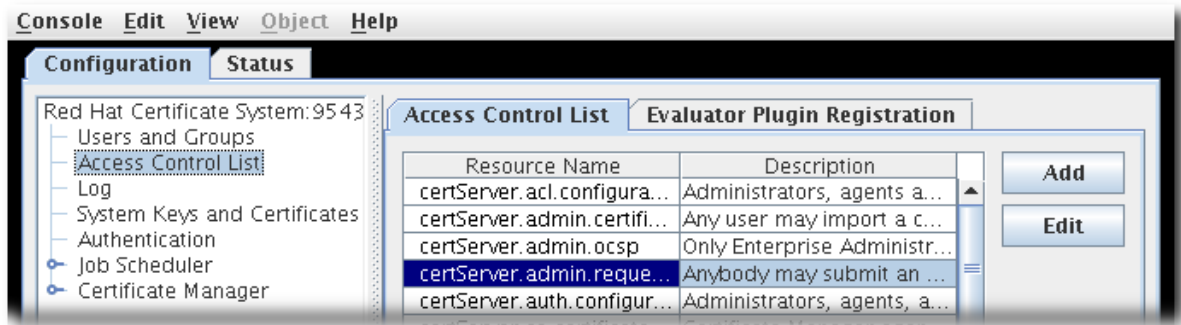 Console Edit View Object Help
Configuration Status
Red Hat Certificate System:9543
Users and Groups
Access Control List
Log
System Keys and Certificates
Authentication
Job Scheduler
Certificate Manager
Access Control List Evaluator Plugin Registration
Resource Name Description
certServer.acl.configura... Administrators, agents a...
certServer.admin.certifi... Any user may import a c...
certServer.admin.ocsp Only Enterprise Administr...
certServer.admin.reque... Anybody may submit an ...
certServer.auth.configur... Administrators, agents, a...
Add
Edit